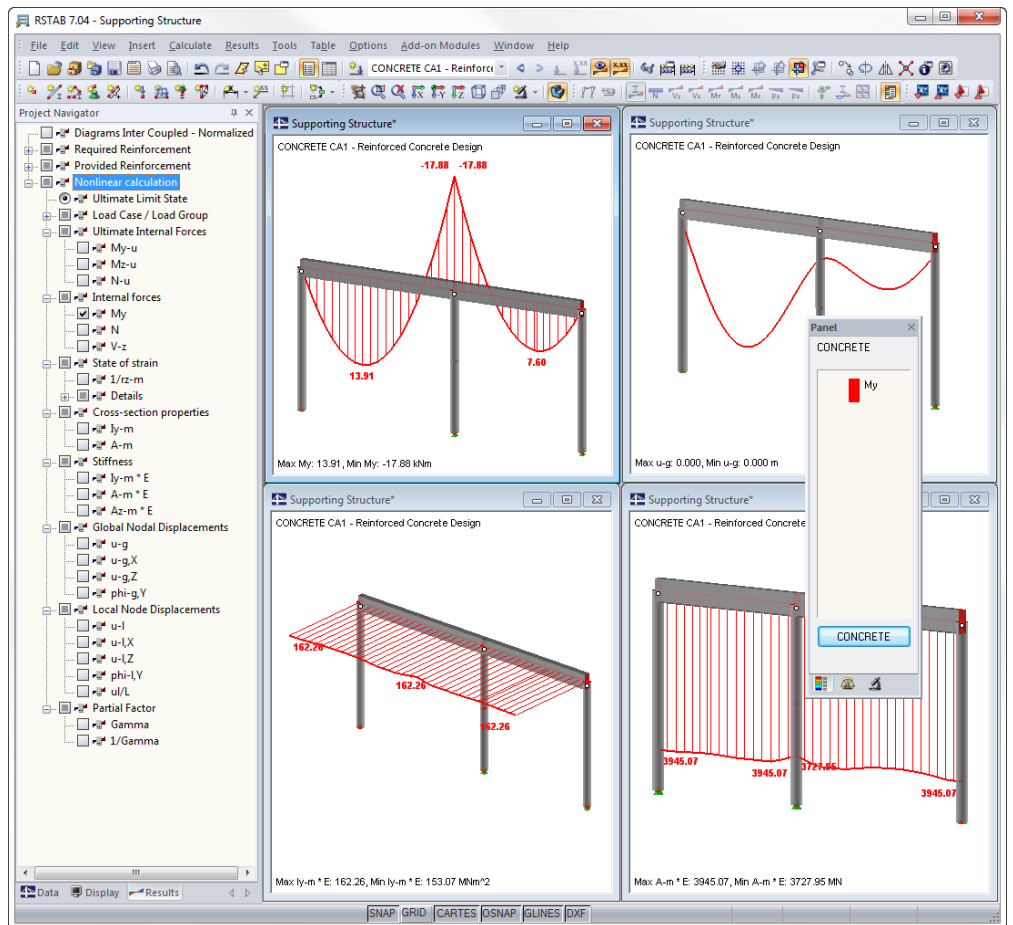 RSTAB 7.04 - Supporting Structure
File Edit View Insert Calculate Results Tools Table Options Add-on Modules Window Help
CONCRETE CA1 - Reinforce
Project Navigator
Diagrams Inter Coupled - Normalized
Required Reinforcement
Provided Reinforcement
Nonlinear calculation
Ultimate Limit State
Load Case / Load Group
Ultimate Internal Forces
My-u
Mz-u
N-u
Internal forces
My
N
V-z
State of strain
1/rz-m
Details
Cross-section properties
Iy-m
A-m
Stiffness
Iy-m * E
A-m * E
Az-m * E
Global Nodal Displacements
u-g
u-g,X
u-g,Z
phi-g,Y
Local Node Displacements
u-l
u-l,X
u-l,Z
phi-l,Y
ul/L
Partial Factor
Gamma
1/Gamma
Data Display Results
Supporting Structure*
CONCRETE CA1 - Reinforced Concrete Design
-17.88 -17.88
13.91
7.60
Max My: 13.91, Min My: -17.88 kNm
Supporting Structure*
CONCRETE CA1 - Reinforced Concrete Design
Max u-g: 0.000, Min u-g: 0.000 m
Supporting Structure*
CONCRETE CA1 - Reinforced Concrete Design
162.26
162.26
162.26
Max Iy-m * E: 162.26, Min Iy-m * E: 153.07 MNm^2
Supporting Structure*
CONCRETE CA1 - Reinforced Concrete
3945.07
3945.07
3727.95
3945.07
Max A-m * E: 3945.07, Min A-m * E: 3727.95 MN
Panel
CONCRETE
My
CONCRETE
SNAP GRID CARTES OSNAP GLINES DXF